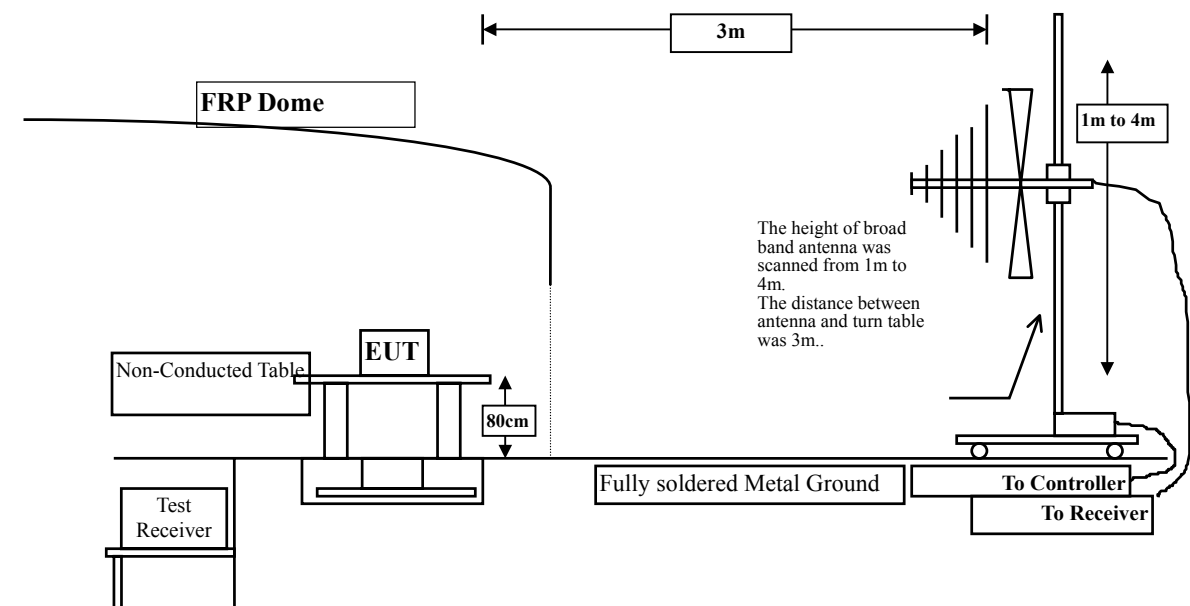 3m
FRP Dome
1m to 4m
The height of broad
band antenna was
scanned from 1m to
4m.
The distance between
antenna and turn table
was 3m..
EUT
Non-Conducted Table
80cm
Fully soldered Metal Ground
To Controller
To Receiver
Test
Receiver